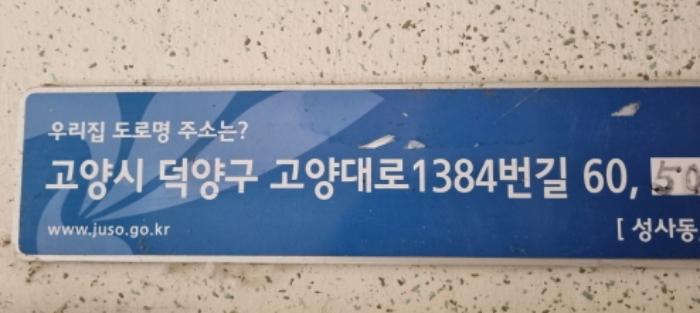 우리집 도로명 주소는?
고양시 덕양구 고양대로1384번길 60,
www.juso.go.kr
[ 성사동